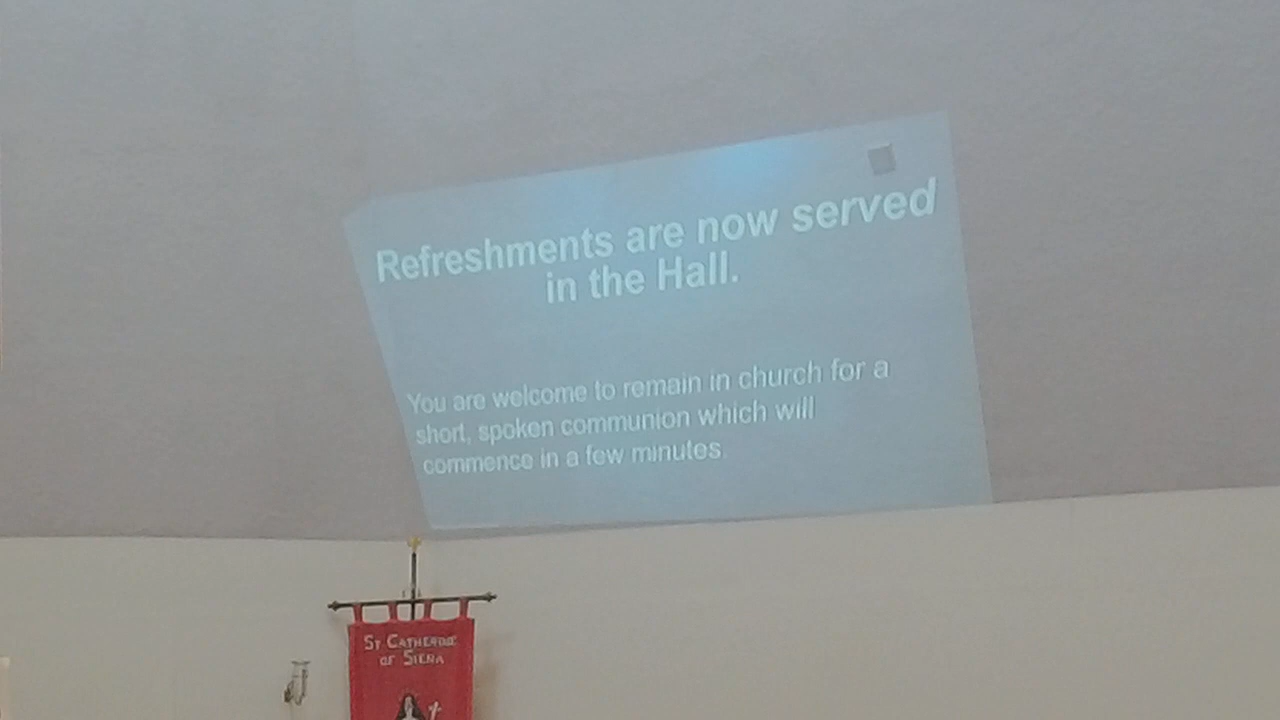 Refreshments are now served
in the Hall.
You are welcome to remain in church for a
short, spoken communion which will
commence in a few minutes.
ST CATHERINE
OF SIENA